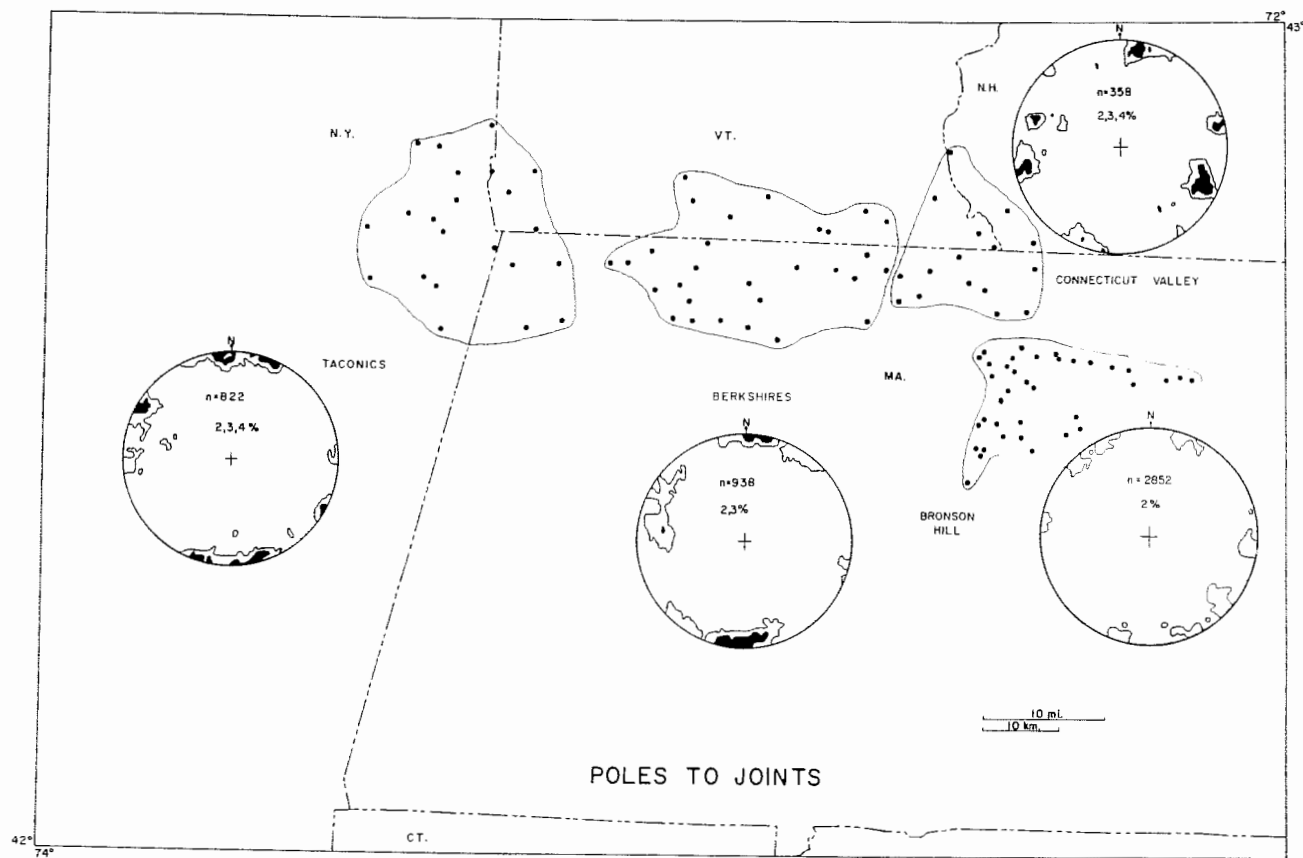 72°
43°
N
N.H.
n=358
2,3,4%
N.Y.
VT.
CONNECTICUT VALLEY
TACONICS
N
n=822
2,3,4%
MA.
BERKSHIRES
N
n=938
2,3%
N
n=2852
2%
BRONSON
HILL
10 mi.
10 km.
POLES TO JOINTS
CT.
42°
74°